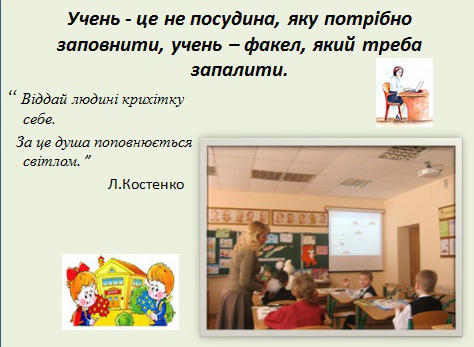 Учень - це не посудина, яку потрібно
заповнити, учень – факел, який треба
запалити.
“ Віддай людині крихітку
себе.
За це душа поповнюється
світлом. ”
Л.Костенко